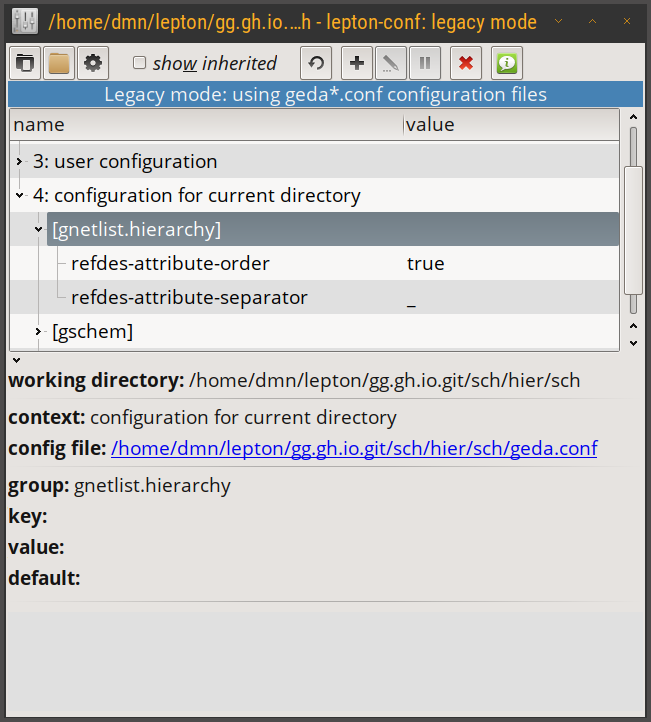 /home/dmn/lepton/gg.gh.io.…h - lepton-conf: legacy mode
show inherited
Legacy mode: using geda*.conf configuration files
name value
3: user configuration
4: configuration for current directory
[gnetlist.hierarchy]
refdes-attribute-order true
refdes-attribute-separator _
[gschem]
working directory: /home/dmn/lepton/gg.gh.io.git/sch/hier/sch
context: configuration for current directory
config file: /home/dmn/lepton/gg.gh.io.git/sch/hier/sch/geda.conf
group: gnetlist.hierarchy
key:
value:
default: